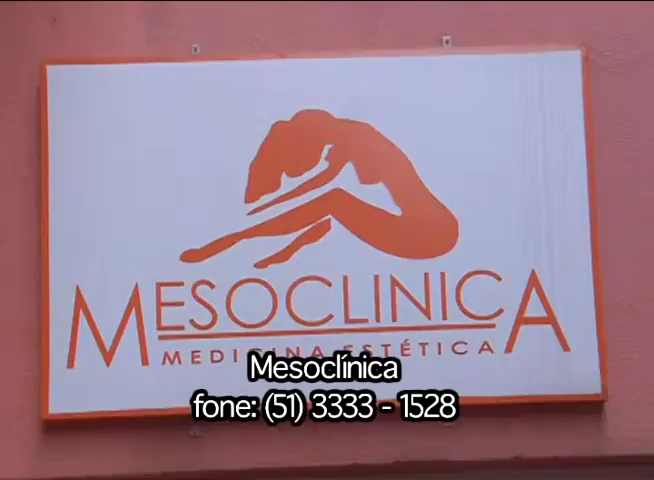 MESOCLINICA
MEDICINA ESTÉTICA
Mesoclínica
fone: (51) 3333 - 1528